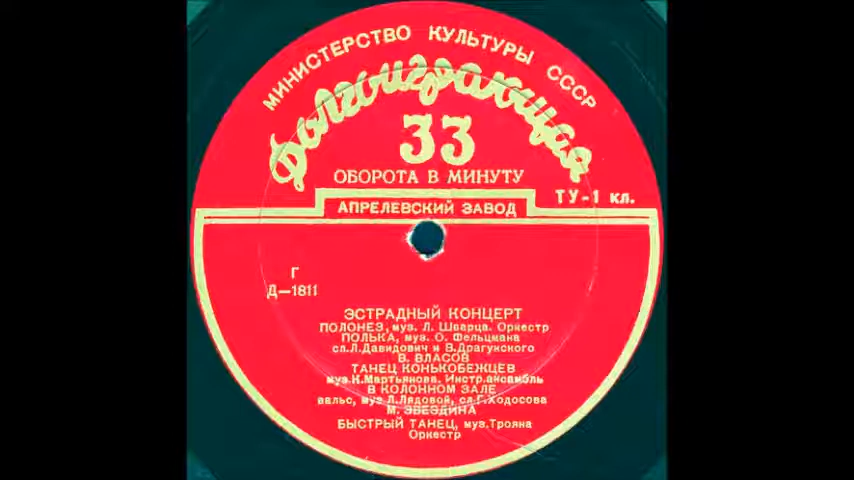 МИНИСТЕРСТВО КУЛЬТУРЫ СССР
Долгоиграющая
33
ОБОРОТА В МИНУТУ
ТУ-1 кл.
АПРЕЛЕВСКИЙ ЗАВОД
Г
Д—1811
ЭСТРАДНЫЙ КОНЦЕРТ
ПОЛОНЕЗ, муз. Л. Шварца. Оркестр
ПОЛЬКА, муз. О. Фельцмана
сл.Л.Давидович и В.Драгунского
В. ВЛАСОВ
ТАНЕЦ КОНЬКОБЕЖЦЕВ
муз.К.Мартьянова. Инстр.ансамбль
В КОЛОННОМ ЗАЛЕ
вальс, муз Л.Лядовой, сл.Г.Ходосова
М. ЗВЕЗДИНА
БЫСТРЫЙ ТАНЕЦ, муз.Трояна
Оркестр